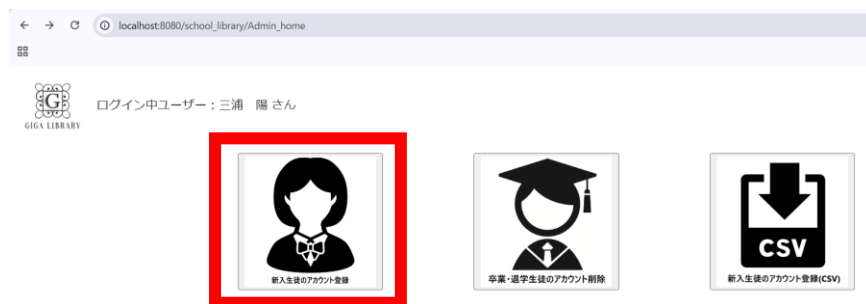 localhost:8080/school_library/Admin_home
G
GIGA LIBRARY
ログイン中ユーザー：三浦　陽 さん
新入生徒のアカウント登録
卒業・退学生徒のアカウント削除
CSV
新入生徒のアカウント登録(CSV)